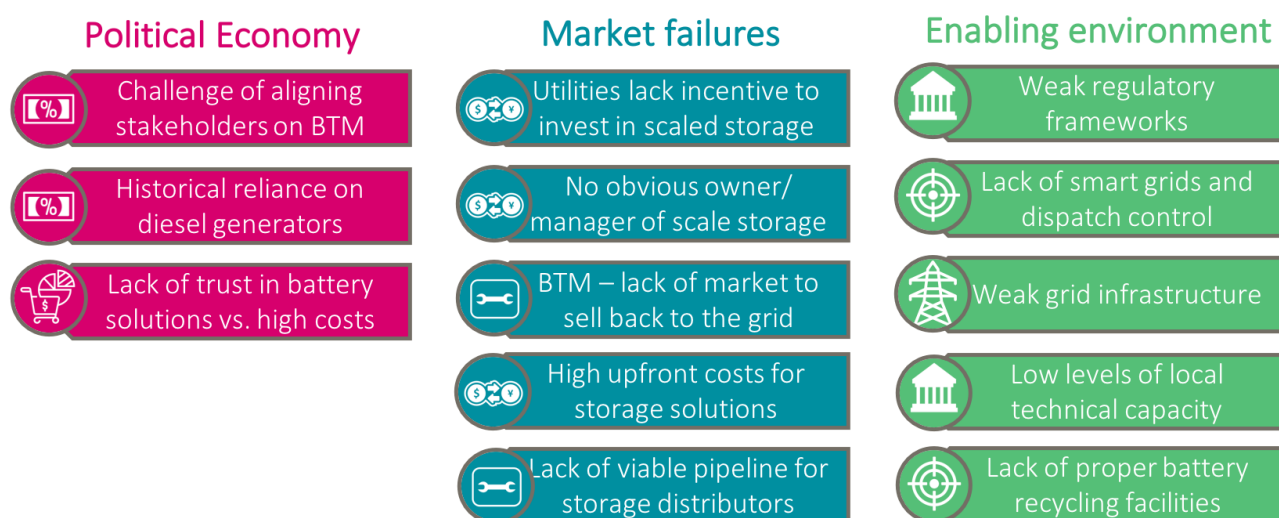 Political Economy
Challenge of aligning
stakeholders on BTM
Historical reliance on
diesel generators
Lack of trust in battery
solutions vs. high costs
Market failures
Utilities lack incentive to
invest in scaled storage
No obvious owner/
manager of scale storage
BTM – lack of market to
sell back to the grid
High upfront costs for
storage solutions
Lack of viable pipeline for
storage distributors
Enabling environment
Weak regulatory
frameworks
Lack of smart grids and
dispatch control
Weak grid infrastructure
Low levels of local
technical capacity
Lack of proper battery
recycling facilities